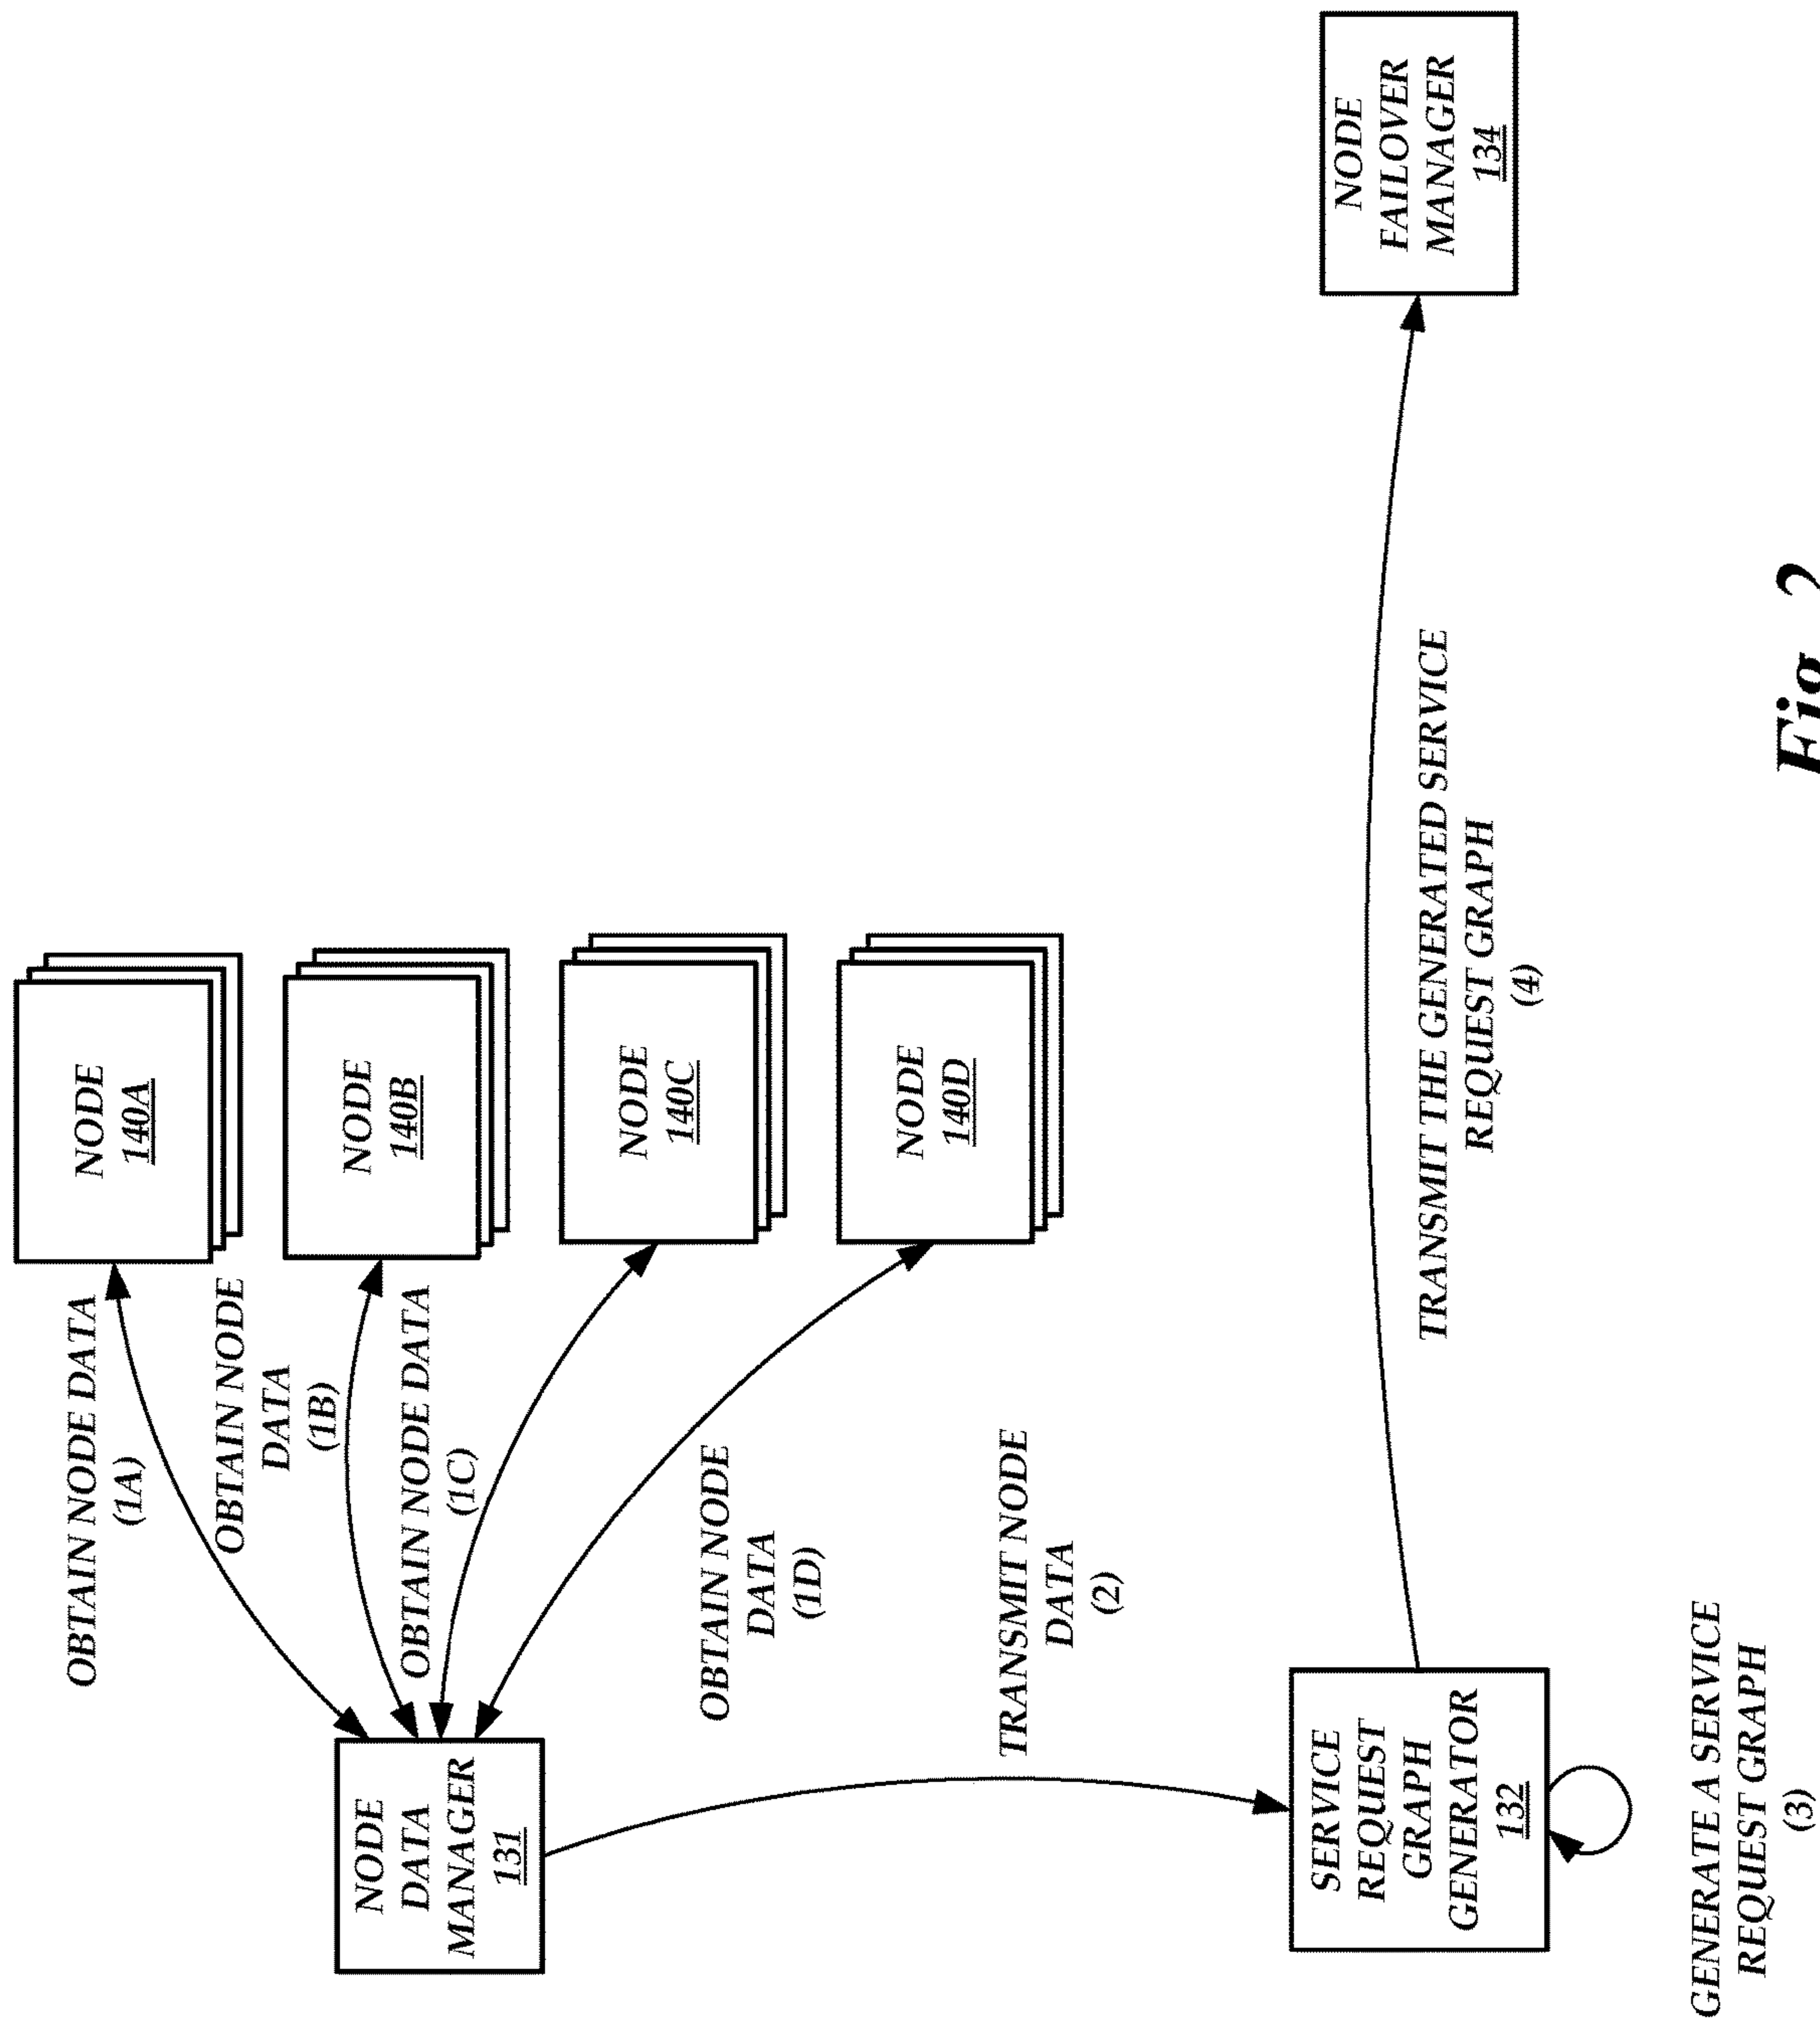 NODE
140A
OBTAIN NODE DATA
(1A)
OBTAIN NODE
DATA
(1B)
NODE
140B
NODE
DATA
MANAGER
131
OBTAIN NODE DATA
(1C)
NODE
140C
OBTAIN NODE
DATA
(1D)
NODE
140D
TRANSMIT NODE
DATA
(2)
SERVICE
REQUEST
GRAPH
GENERATOR
132
TRANSMIT THE GENERATED SERVICE
REQUEST GRAPH
(4)
NODE
FAILOVER
MANAGER
134
GENERATE A SERVICE
REQUEST GRAPH
(3)
Fig. 2